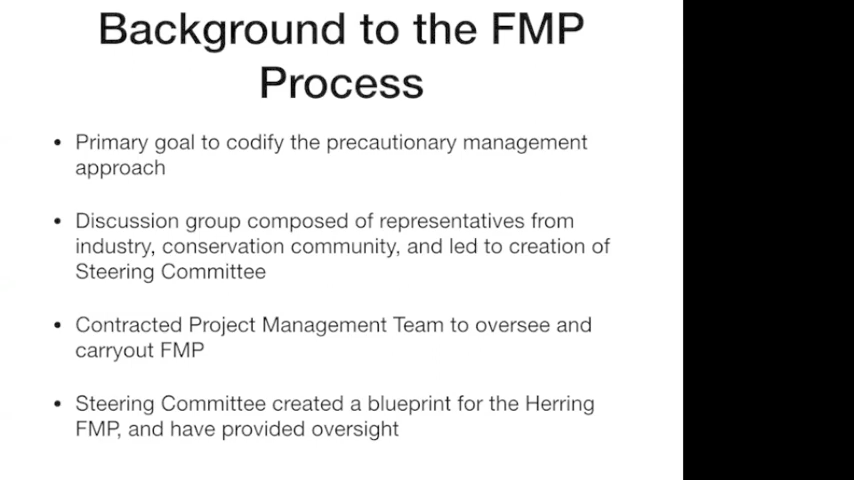 Background to the FMP
Process
• Primary goal to codify the precautionary management
approach
• Discussion group composed of representatives from
industry, conservation community, and led to creation of
Steering Committee
• Contracted Project Management Team to oversee and
carryout FMP
• Steering Committee created a blueprint for the Herring
FMP, and have provided oversight